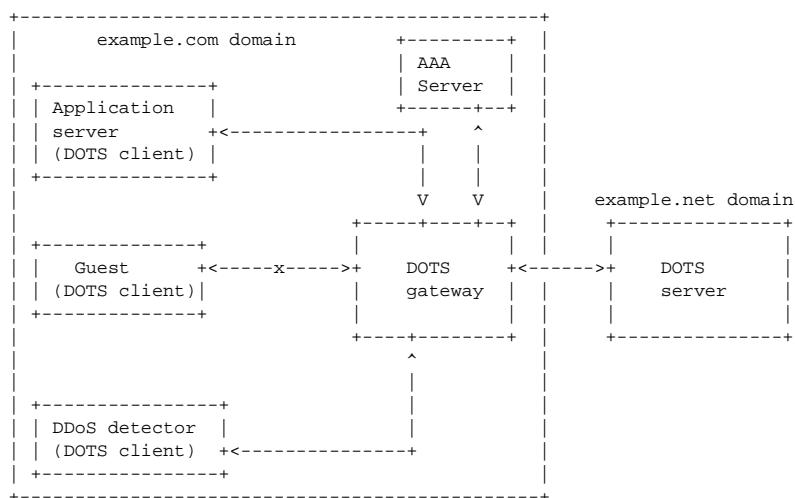 example.com domain
AAA
Server
Application
server
(DOTS client)
example.net domain
Guest
(DOTS client)
x
DOTS
gateway
DOTS
server
DDoS detector
(DOTS client)